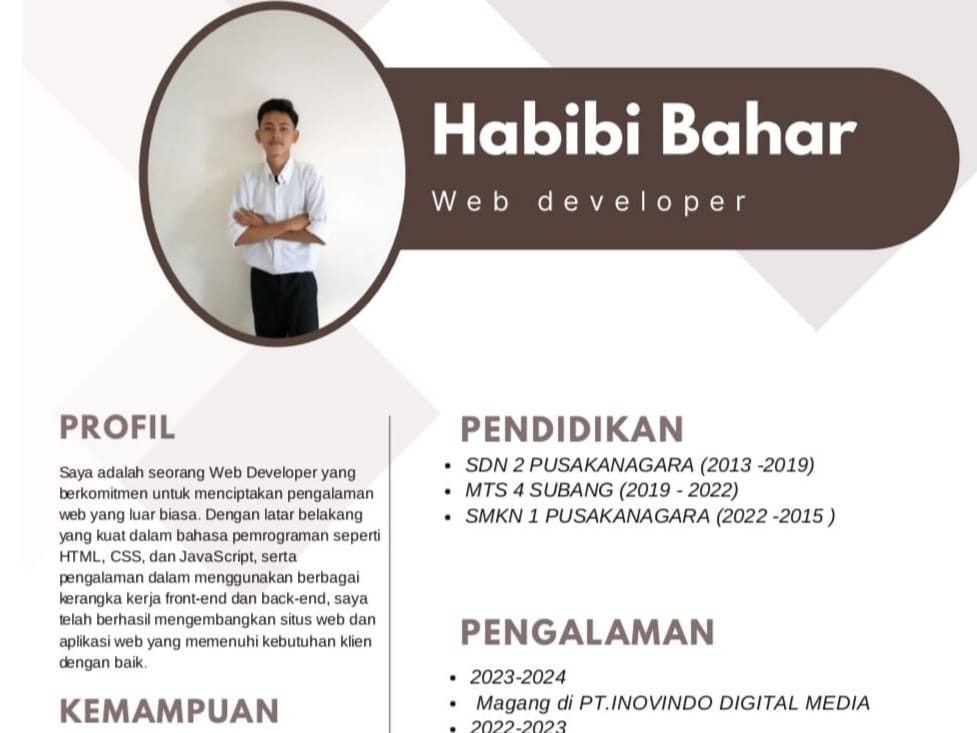 Habibi Bahar
Web developer
PROFIL
Saya adalah seorang Web Developer yang
berkomitmen untuk menciptakan pengalaman
web yang luar biasa. Dengan latar belakang
yang kuat dalam bahasa pemrograman seperti
HTML, CSS, dan JavaScript, serta
pengalaman dalam menggunakan berbagai
kerangka kerja front-end dan back-end, saya
telah berhasil mengembangkan situs web dan
aplikasi web yang memenuhi kebutuhan klien
dengan baik.
KEMAMPUAN
PENDIDIKAN
• SDN 2 PUSAKANAGARA (2013 -2019)
• MTS 4 SUBANG (2019 - 2022)
• SMKN 1 PUSAKANAGARA (2022 -2015 )
PENGALAMAN
• 2023-2024
• Magang di PT.INOVINDO DIGITAL MEDIA
• 2022-2023